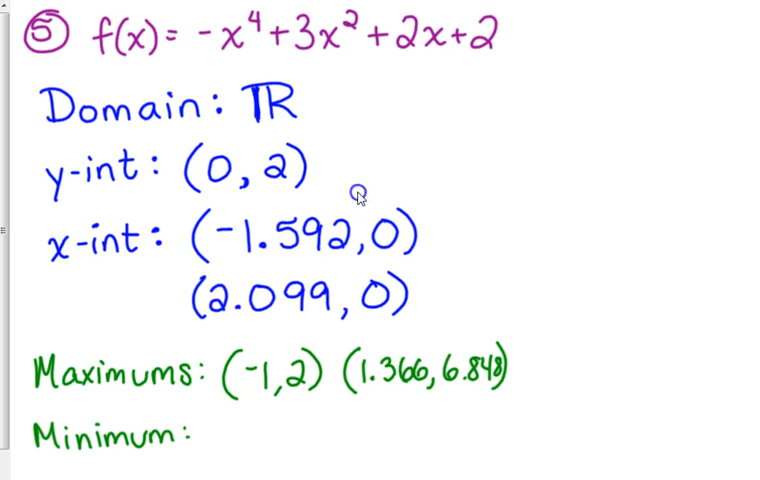 ⑤ f(x) = -x⁴+3x²+2x+2
Domain: ℝ
y-int: (0, 2)
x-int: (-1.592, 0)
(2.099, 0)
Maximums: (-1, 2) (1.366, 6.848)
Minimum: